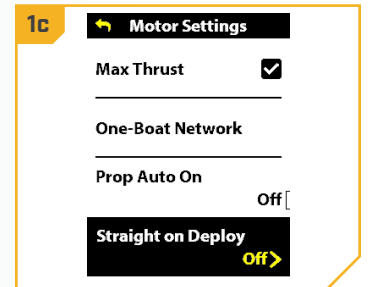 1c
Motor Settings
Max Thrust
One-Boat Network
Prop Auto On
Off
Straight on Deploy
Off